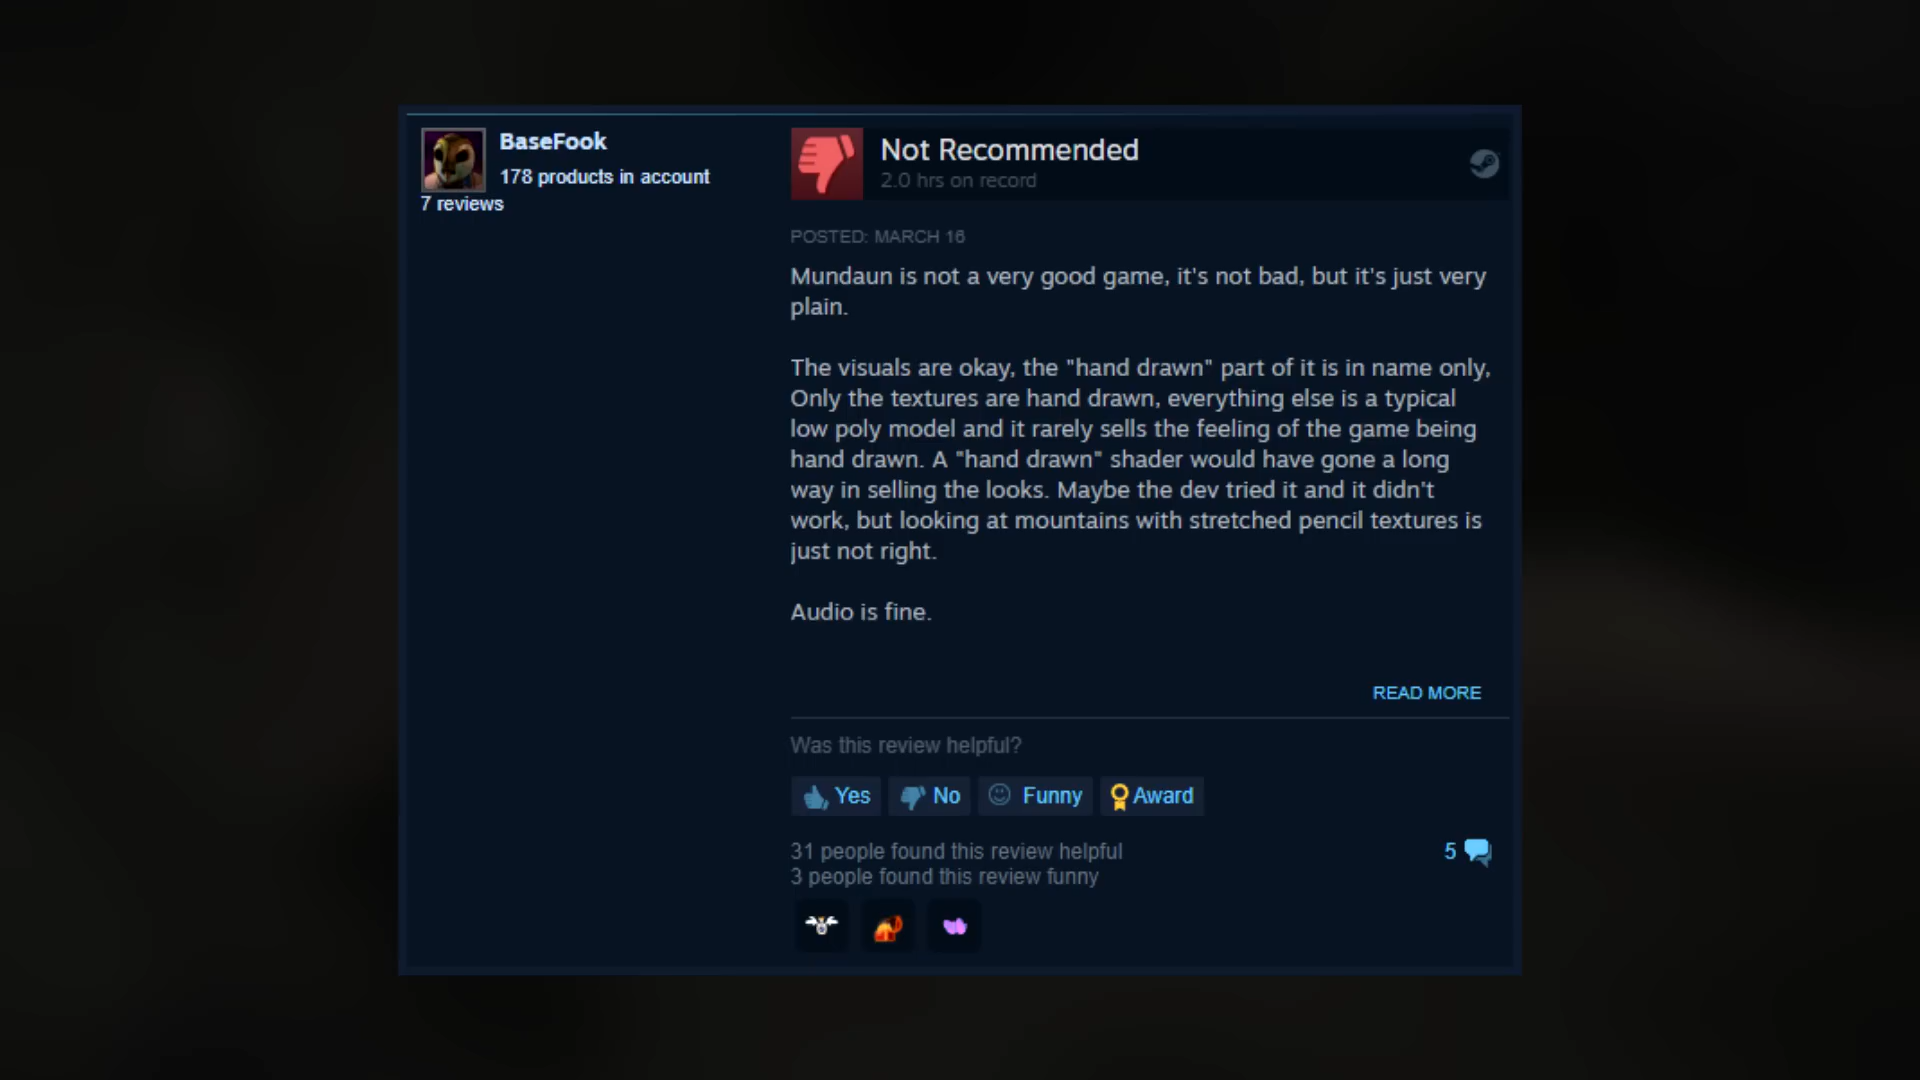 BaseFook
178 products in account
7 reviews
Not Recommended
2.0 hrs on record
POSTED: MARCH 16
Mundaun is not a very good game, it's not bad, but it's just very
plain.
The visuals are okay, the "hand drawn" part of it is in name only,
Only the textures are hand drawn, everything else is a typical
low poly model and it rarely sells the feeling of the game being
hand drawn. A "hand drawn" shader would have gone a long
way in selling the looks. Maybe the dev tried it and it didn't
work, but looking at mountains with stretched pencil textures is
just not right.
Audio is fine.
READ MORE
Was this review helpful?
Yes No Funny Award
31 people found this review helpful
5
3 people found this review funny